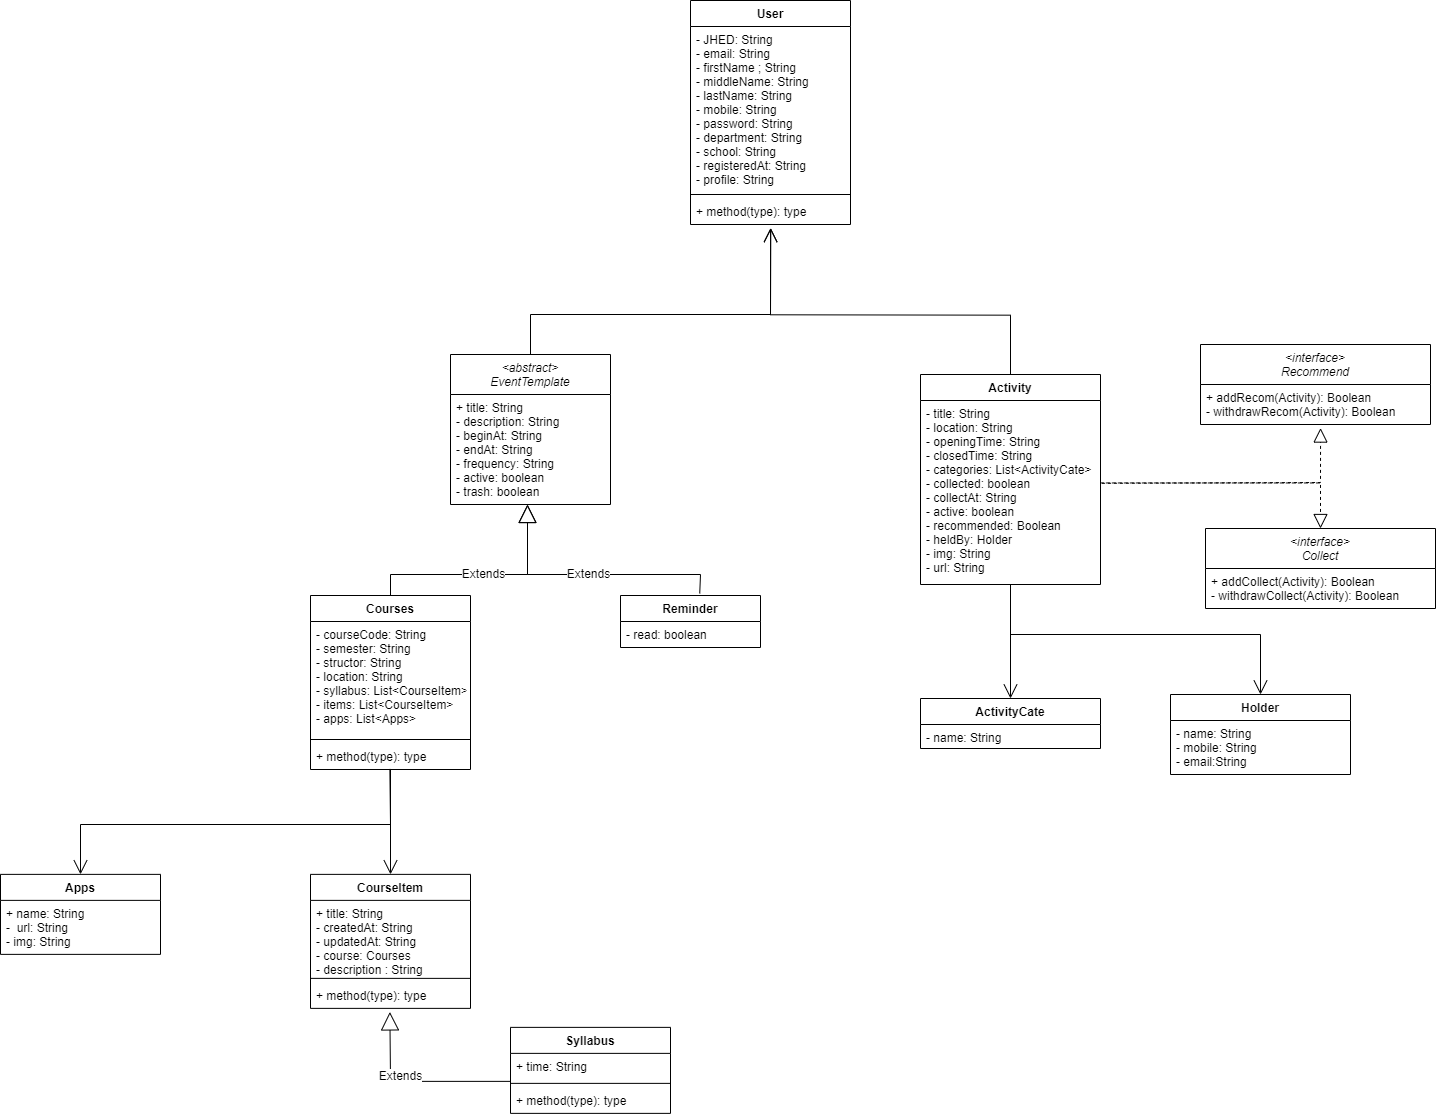 User
- JHED: String
- email: String
- firstName ; String
- middleName: String
- lastName: String
- mobile: String
- password: String
- department: String
- school: String
- registeredAt: String
- profile: String
+ method(type): type
<abstract>
EventTemplate
+ title: String
- description: String
- beginAt: String
- endAt: String
- frequency: String
- active: boolean
- trash: boolean
Activity
- title: String
- location: String
- openingTime: String
- closedTime: String
- categories: List<ActivityCate>
- collected: boolean
- collectAt: String
- active: boolean
- recommended: Boolean
- heldBy: Holder
- img: String
- url: String
<interface>
Recommend
+ addRecom(Activity): Boolean
- withdrawRecom(Activity): Boolean
<interface>
Collect
+ addCollect(Activity): Boolean
- withdrawCollect(Activity): Boolean
Extends
Extends
Courses
- courseCode: String
- semester: String
- structor: String
- location: String
- syllabus: List<CourseItem>
- items: List<CourseItem>
- apps: List<Apps>
+ method(type): type
Reminder
- read: boolean
ActivityCate
- name: String
Holder
- name: String
- mobile: String
- email:String
Apps
+ name: String
-  url: String
- img: String
CourseItem
+ title: String
- createdAt: String
- updatedAt: String
- course: Courses
- description : String
+ method(type): type
Extends
Syllabus
+ time: String
+ method(type): type